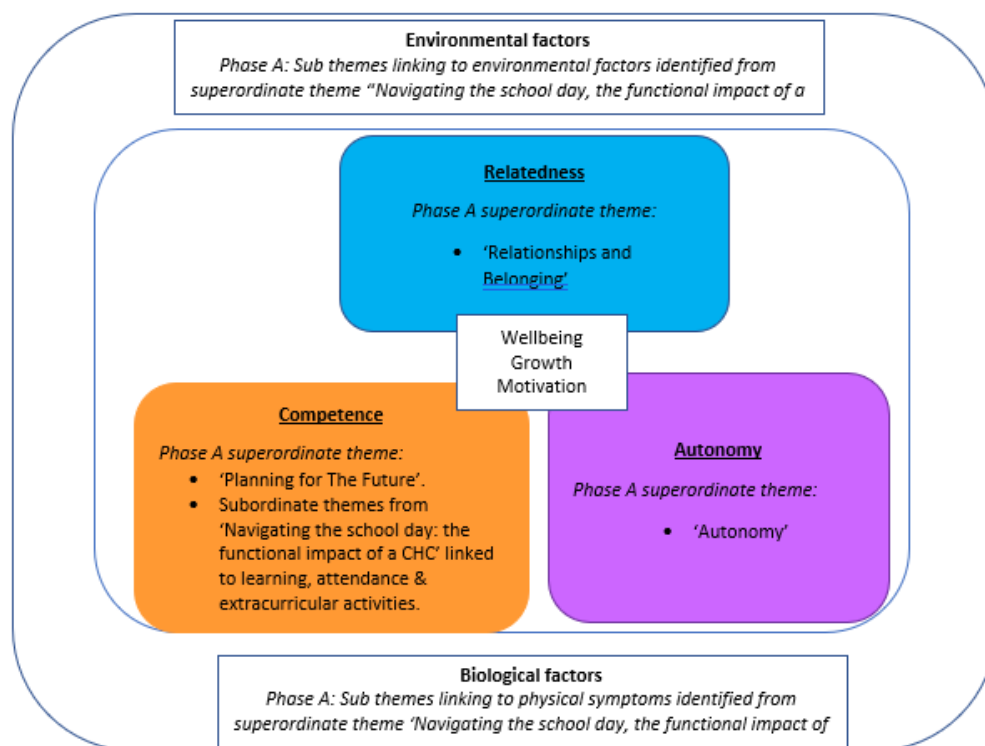 Environmental factors
Phase A: Sub themes linking to environmental factors identified from
superordinate theme "Navigating the school day, the functional impact of a
Relatedness
Phase A superordinate theme:
• ‘Relationships and
Belonging’
Wellbeing
Growth
Motivation
Competence
Phase A superordinate theme:
• ‘Planning for The Future’.
• Subordinate themes from
‘Navigating the school day: the
functional impact of a CHC’ linked
to learning, attendance &
extracurricular activities.
Autonomy
Phase A superordinate theme:
• ‘Autonomy’
Biological factors
Phase A: Sub themes linking to physical symptoms identified from
superordinate theme ‘Navigating the school day, the functional impact of